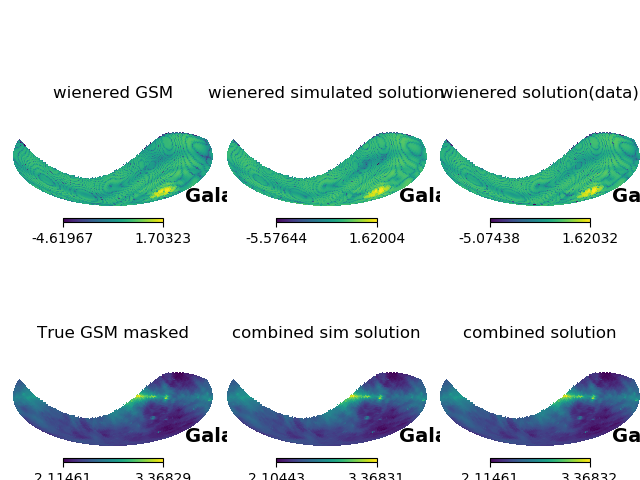 wienered GSM wienered simulated solution wienered solution(data)
Gala Gala Ga
-4.61967 1.70323 -5.57644 1.62004 -5.07438 1.62032
True GSM masked combined sim solution combined solution
Gala Gala Ga
2.11461 3.36829 2.10443 3.36831 2.11461 3.36832